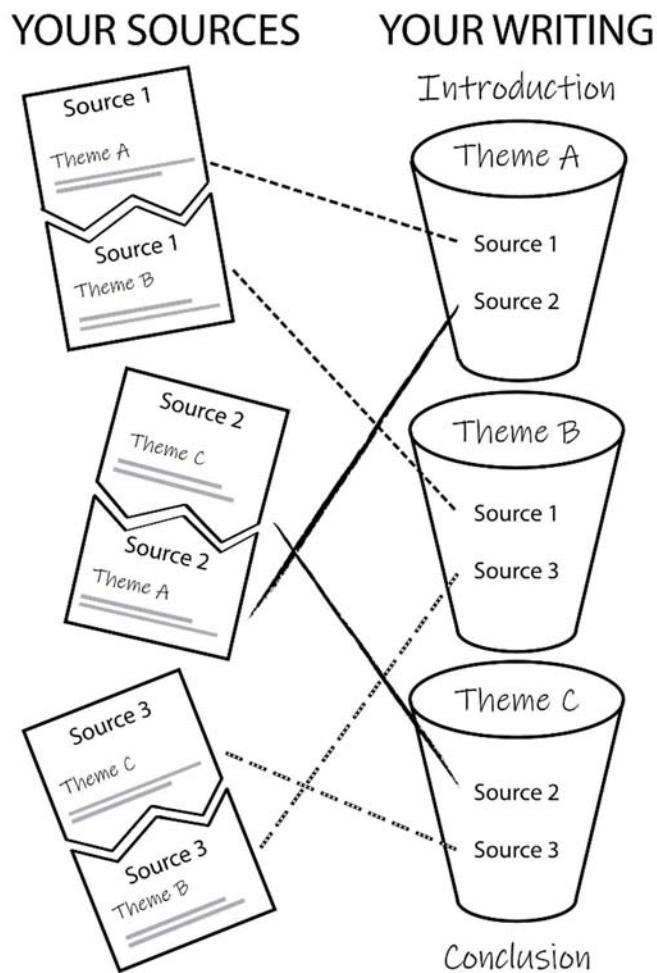 YOUR SOURCES
Source 1
Theme A
Source 1
Theme B
Source 2
Theme C
Source 2
Theme A
Source 3
Theme C
Source 3
Theme B
YOUR WRITING
Introduction
Theme A
Source 1
Source 2
Theme B
Source 1
Source 3
Theme C
Source 2
Source 3
Conclusion